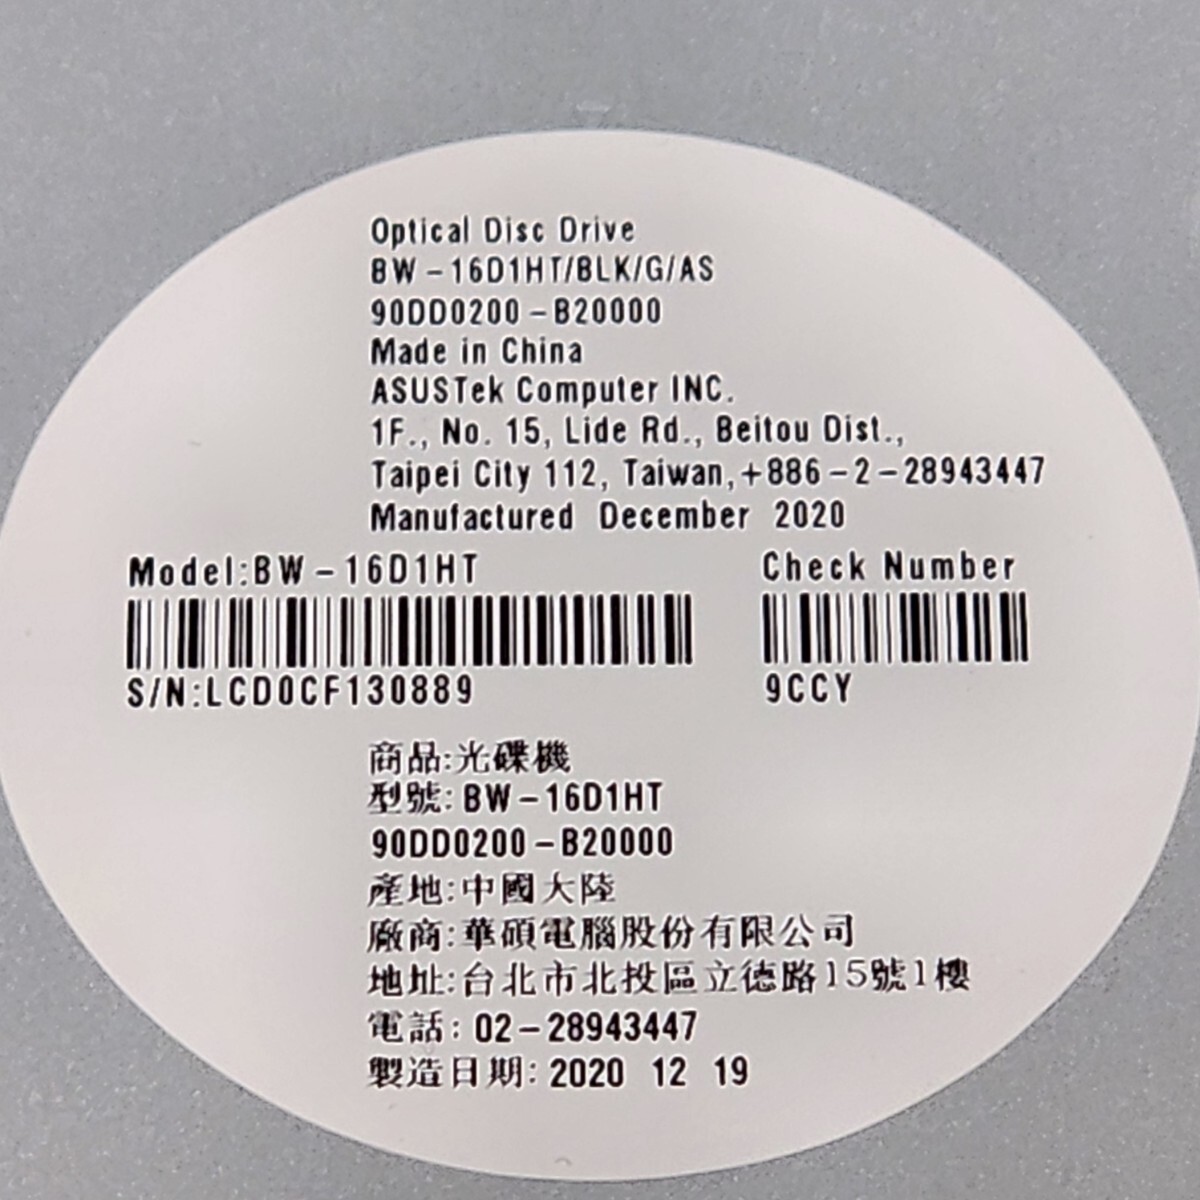 Optical Disc Drive
BW-16D1HT/BLK/G/AS
90DD0200-B20000
Made in China
ASUSTek Computer INC.
1F., No. 15, Lide Rd., Beitou Dist.,
Taipei City 112, Taiwan,+886-2-28943447
Manufactured December 2020
Model:BW-16D1HT
Check Number
S/N:LCD0CF130889
9CCY
商品:光碟機
型號:BW-16D1HT
90DD0200-B20000
產地:中國大陸
廠商:華碩電腦股份有限公司
地址:台北市北投區立德路15號1樓
電話: 02-28943447
製造日期: 2020 12 19